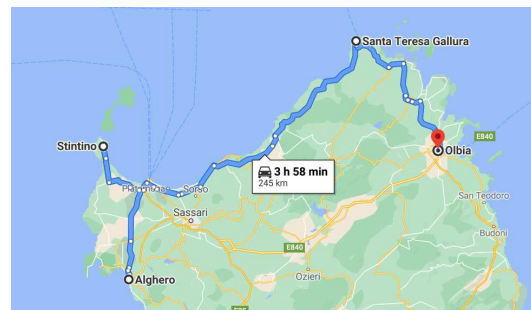 Santa Teresa Gallura
Stintino
E840
Olbia
3 h 58 min
245 km
Sorso
San Teodoro
Sassari
Budoni
E840
Alghero
Ozieri